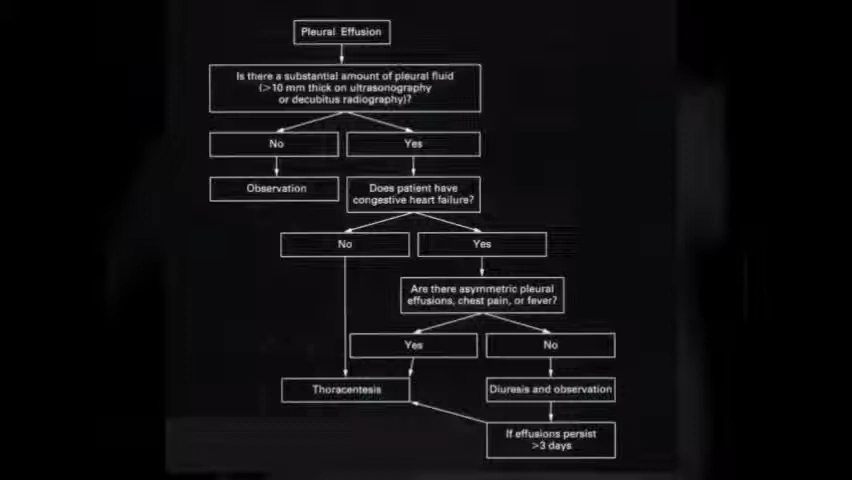 Pleural Effusion
Is there a substantial amount of pleural fluid
(>10 mm thick on ultrasonography
or decubitus radiography)?
No
Yes
Observation
Does patient have
congestive heart failure?
No
Yes
Are there asymmetric pleural
effusions, chest pain, or fever?
Yes
No
Thoracentesis
Diuresis and observation
If effusions persist
>3 days